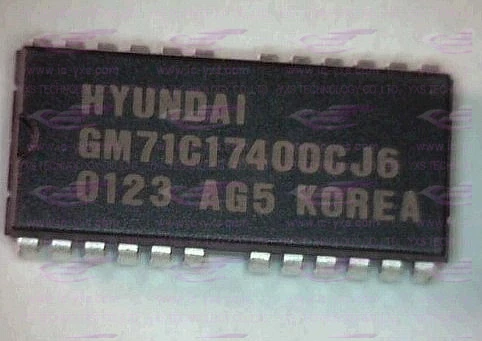 HYUNDAI
GM71C17400CJ6
0123 AG5 KOREA